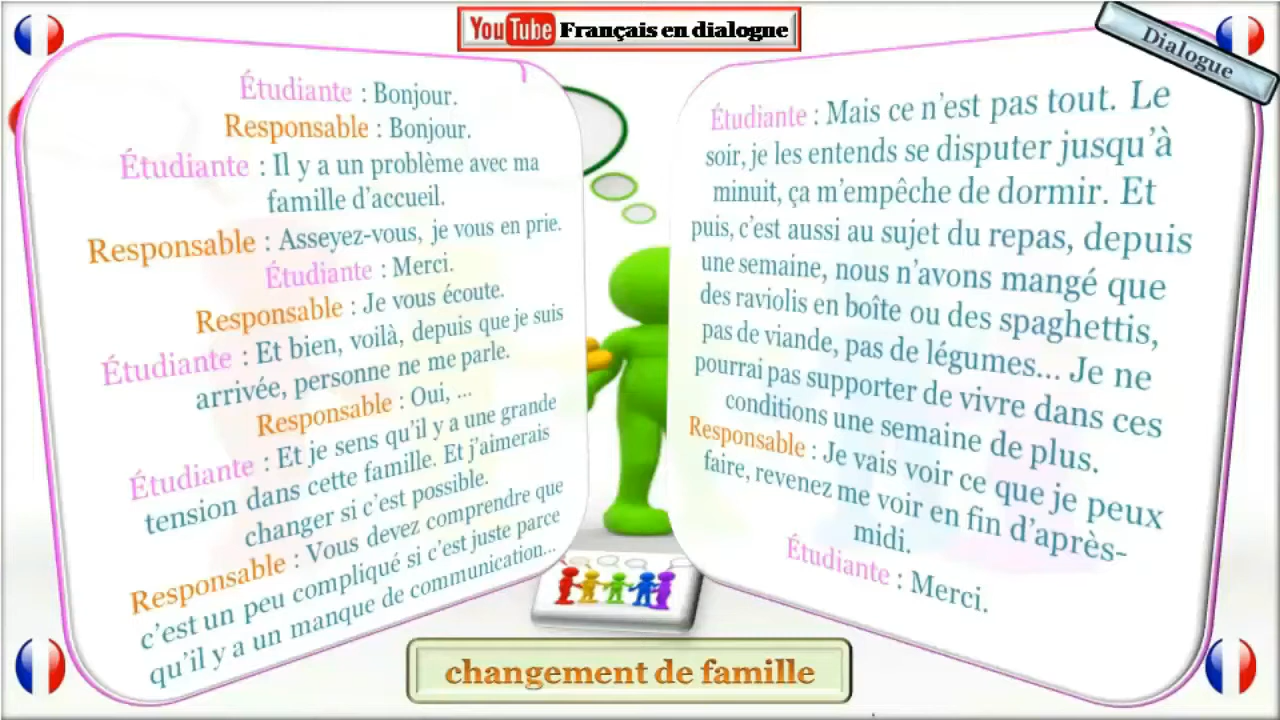 YouTube Français en dialogue
Dialogue
Étudiante : Bonjour.
Responsable : Bonjour.
Étudiante : Il y a un problème avec ma
famille d'accueil.
Responsable : Asseyez-vous, je vous en prie.
Étudiante : Merci.
Responsable : Je vous écoute.
Étudiante : Et bien, voilà, depuis que je suis
arrivée, personne ne me parle.
Responsable : Oui, ...
Étudiante : Et je sens qu'il y a une grande
tension dans cette famille. Et j'aimerais
changer si c'est possible.
Responsable : Vous devez comprendre que
c'est un peu compliqué si c'est juste parce
qu'il y a un manque de communication...
Étudiante : Mais ce n'est pas tout. Le
soir, je les entends se disputer jusqu'à
minuit, ça m'empêche de dormir. Et
puis, c'est aussi au sujet du repas, depuis
une semaine, nous n'avons mangé que
des raviolis en boîte ou des spaghettis,
pas de viande, pas de légumes... Je ne
pourrai pas supporter de vivre dans ces
conditions une semaine de plus.
Responsable : Je vais voir ce que je peux
faire, revenez me voir en fin d'après-
midi.
Étudiante : Merci.
changement de famille